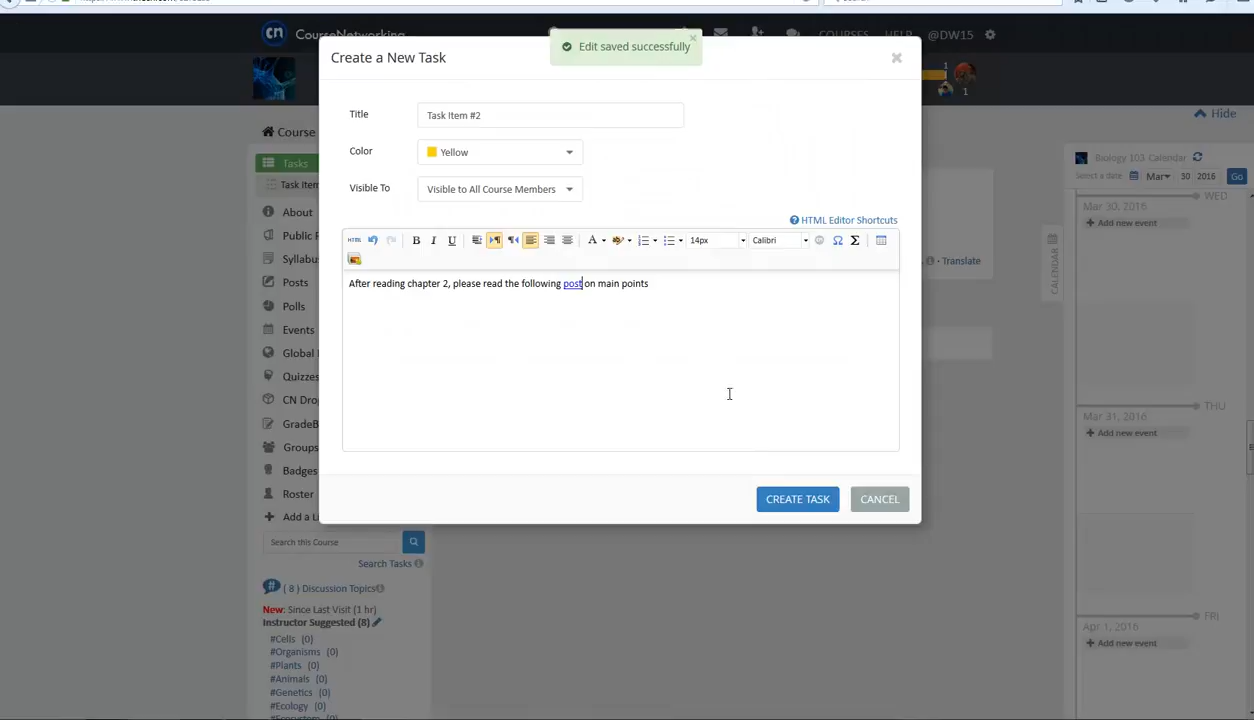 CourseNetworking
COURSES
HELP
@DW15
Edit saved successfully
Create a New Task
1
1
Hide
Title
Task Item #2
Color
Yellow
Visible To
Visible to All Course Members
HTML Editor Shortcuts
HTML
B I U
A
14px
Calibri
Ω Σ
After reading chapter 2, please read the following post on main points
CREATE TASK
CANCEL
Course
Tasks
Task Item
About
Public
Syllabus
Posts
Polls
Events
Global
Quizzes
CN Dro
GradeB
Groups
Badges
Roster
Add a Li
Search this Course
Search Tasks
( 8 ) Discussion Topics
New: Since Last Visit (1 hr)
Instructor Suggested (8)
#Cells (0)
#Organisms (0)
#Plants (0)
#Animals (0)
#Genetics (0)
#Ecology (0)
Translate
CALENDAR
Biology 103 Calendar
Select a date
Mar
30
2016
Go
WED
Mar 30, 2016
Add new event
THU
Mar 31, 2016
Add new event
FRI
Apr 1, 2016
Add new event